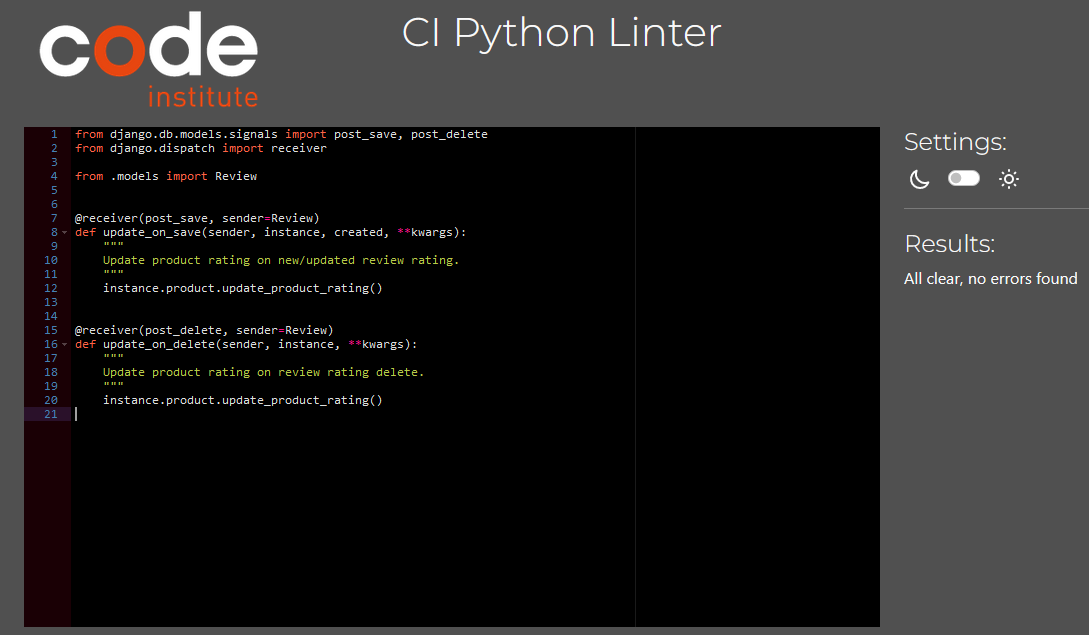 code
institute
CI Python Linter
1 from django.db.models.signals import post_save, post_delete
2 from django.dispatch import receiver
3
4 from .models import Review
5
6
7 @receiver(post_save, sender=Review)
8 def update_on_save(sender, instance, created, **kwargs):
9     """
10     Update product rating on new/updated review rating.
11     """
12     instance.product.update_product_rating()
13
14
15 @receiver(post_delete, sender=Review)
16 def update_on_delete(sender, instance, **kwargs):
17     """
18     Update product rating on review rating delete.
19     """
20     instance.product.update_product_rating()
21
Settings:
Results:
All clear, no errors found